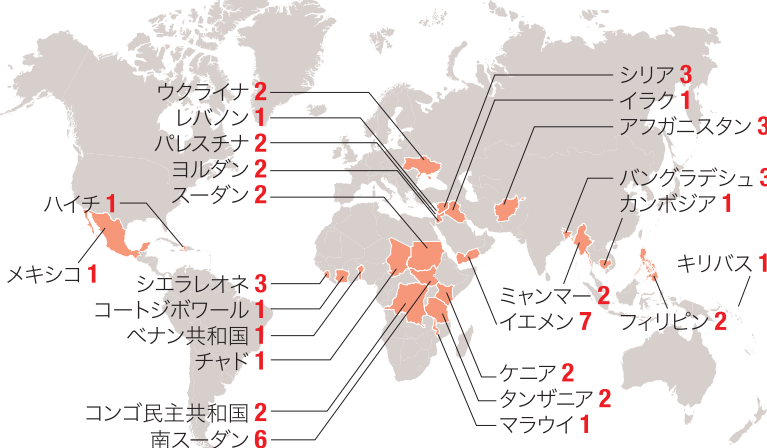 ウクライナ 2
レバノン 1
パレスチナ 2
ヨルダン 2
スーダン 2
ハイチ 1
メキシコ 1
シエラレオネ 3
コートジボワール 1
ベナン共和国 1
チャド 1
コンゴ民主共和国 2
南スーダン 6
シリア 3
イラク 1
アフガニスタン 3
バングラデシュ 3
カンボジア 1
キリバス 1
ミャンマー 2
フィリピン 2
イエメン 7
ケニア 2
タンザニア 2
マラウイ 1